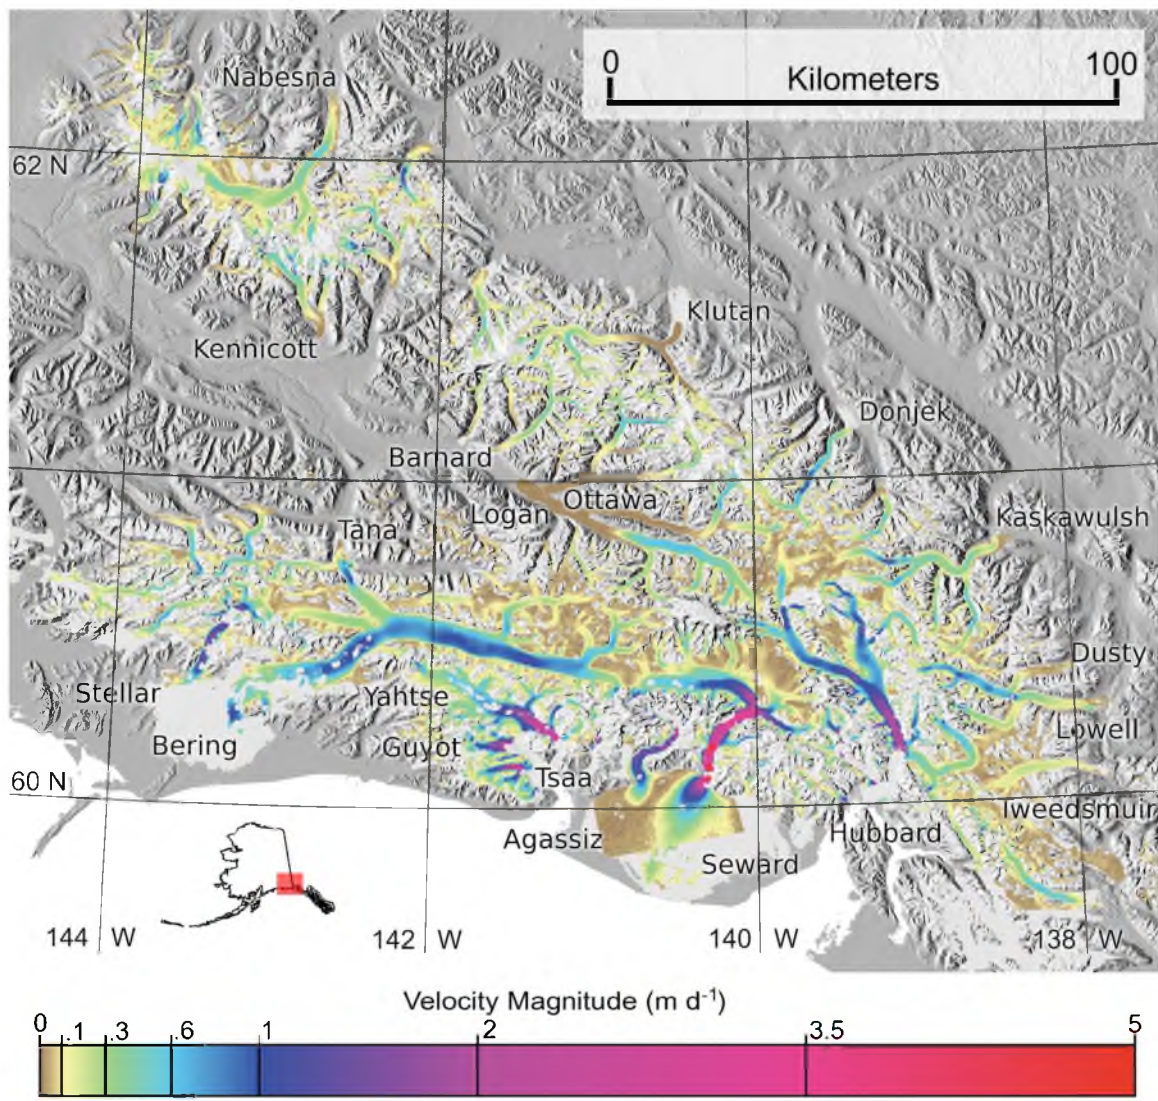 0 100
Kilometers
Nabesna
62 N
Klutan
Kennicott
Donjek
Barnard
Ottawa
Logan
Kaskawulsh
Tana
Dusty
Stellar
Yahtse
Lowell
Bering
Guyot
Tsaa
60 N
Tweedsmuir
Agassiz
Hubbard
Seward
144 W 142 W 140 W 138 W
Velocity Magnitude (m d⁻¹)
0 .1 .3 .6 1 2 3.5 5